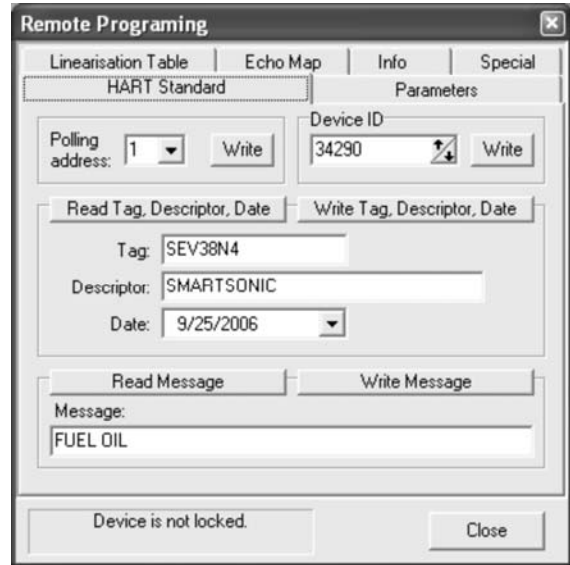 Remote Programing
Linearisation Table Echo Map Info Special
HART Standard Parameters
Polling address: 1 Write
Device ID
34290 Write
Read Tag, Descriptor, Date Write Tag, Descriptor, Date
Tag: SEV38N4
Descriptor: SMARTSONIC
Date: 9/25/2006
Read Message Write Message
Message:
FUEL OIL
Device is not locked. Close